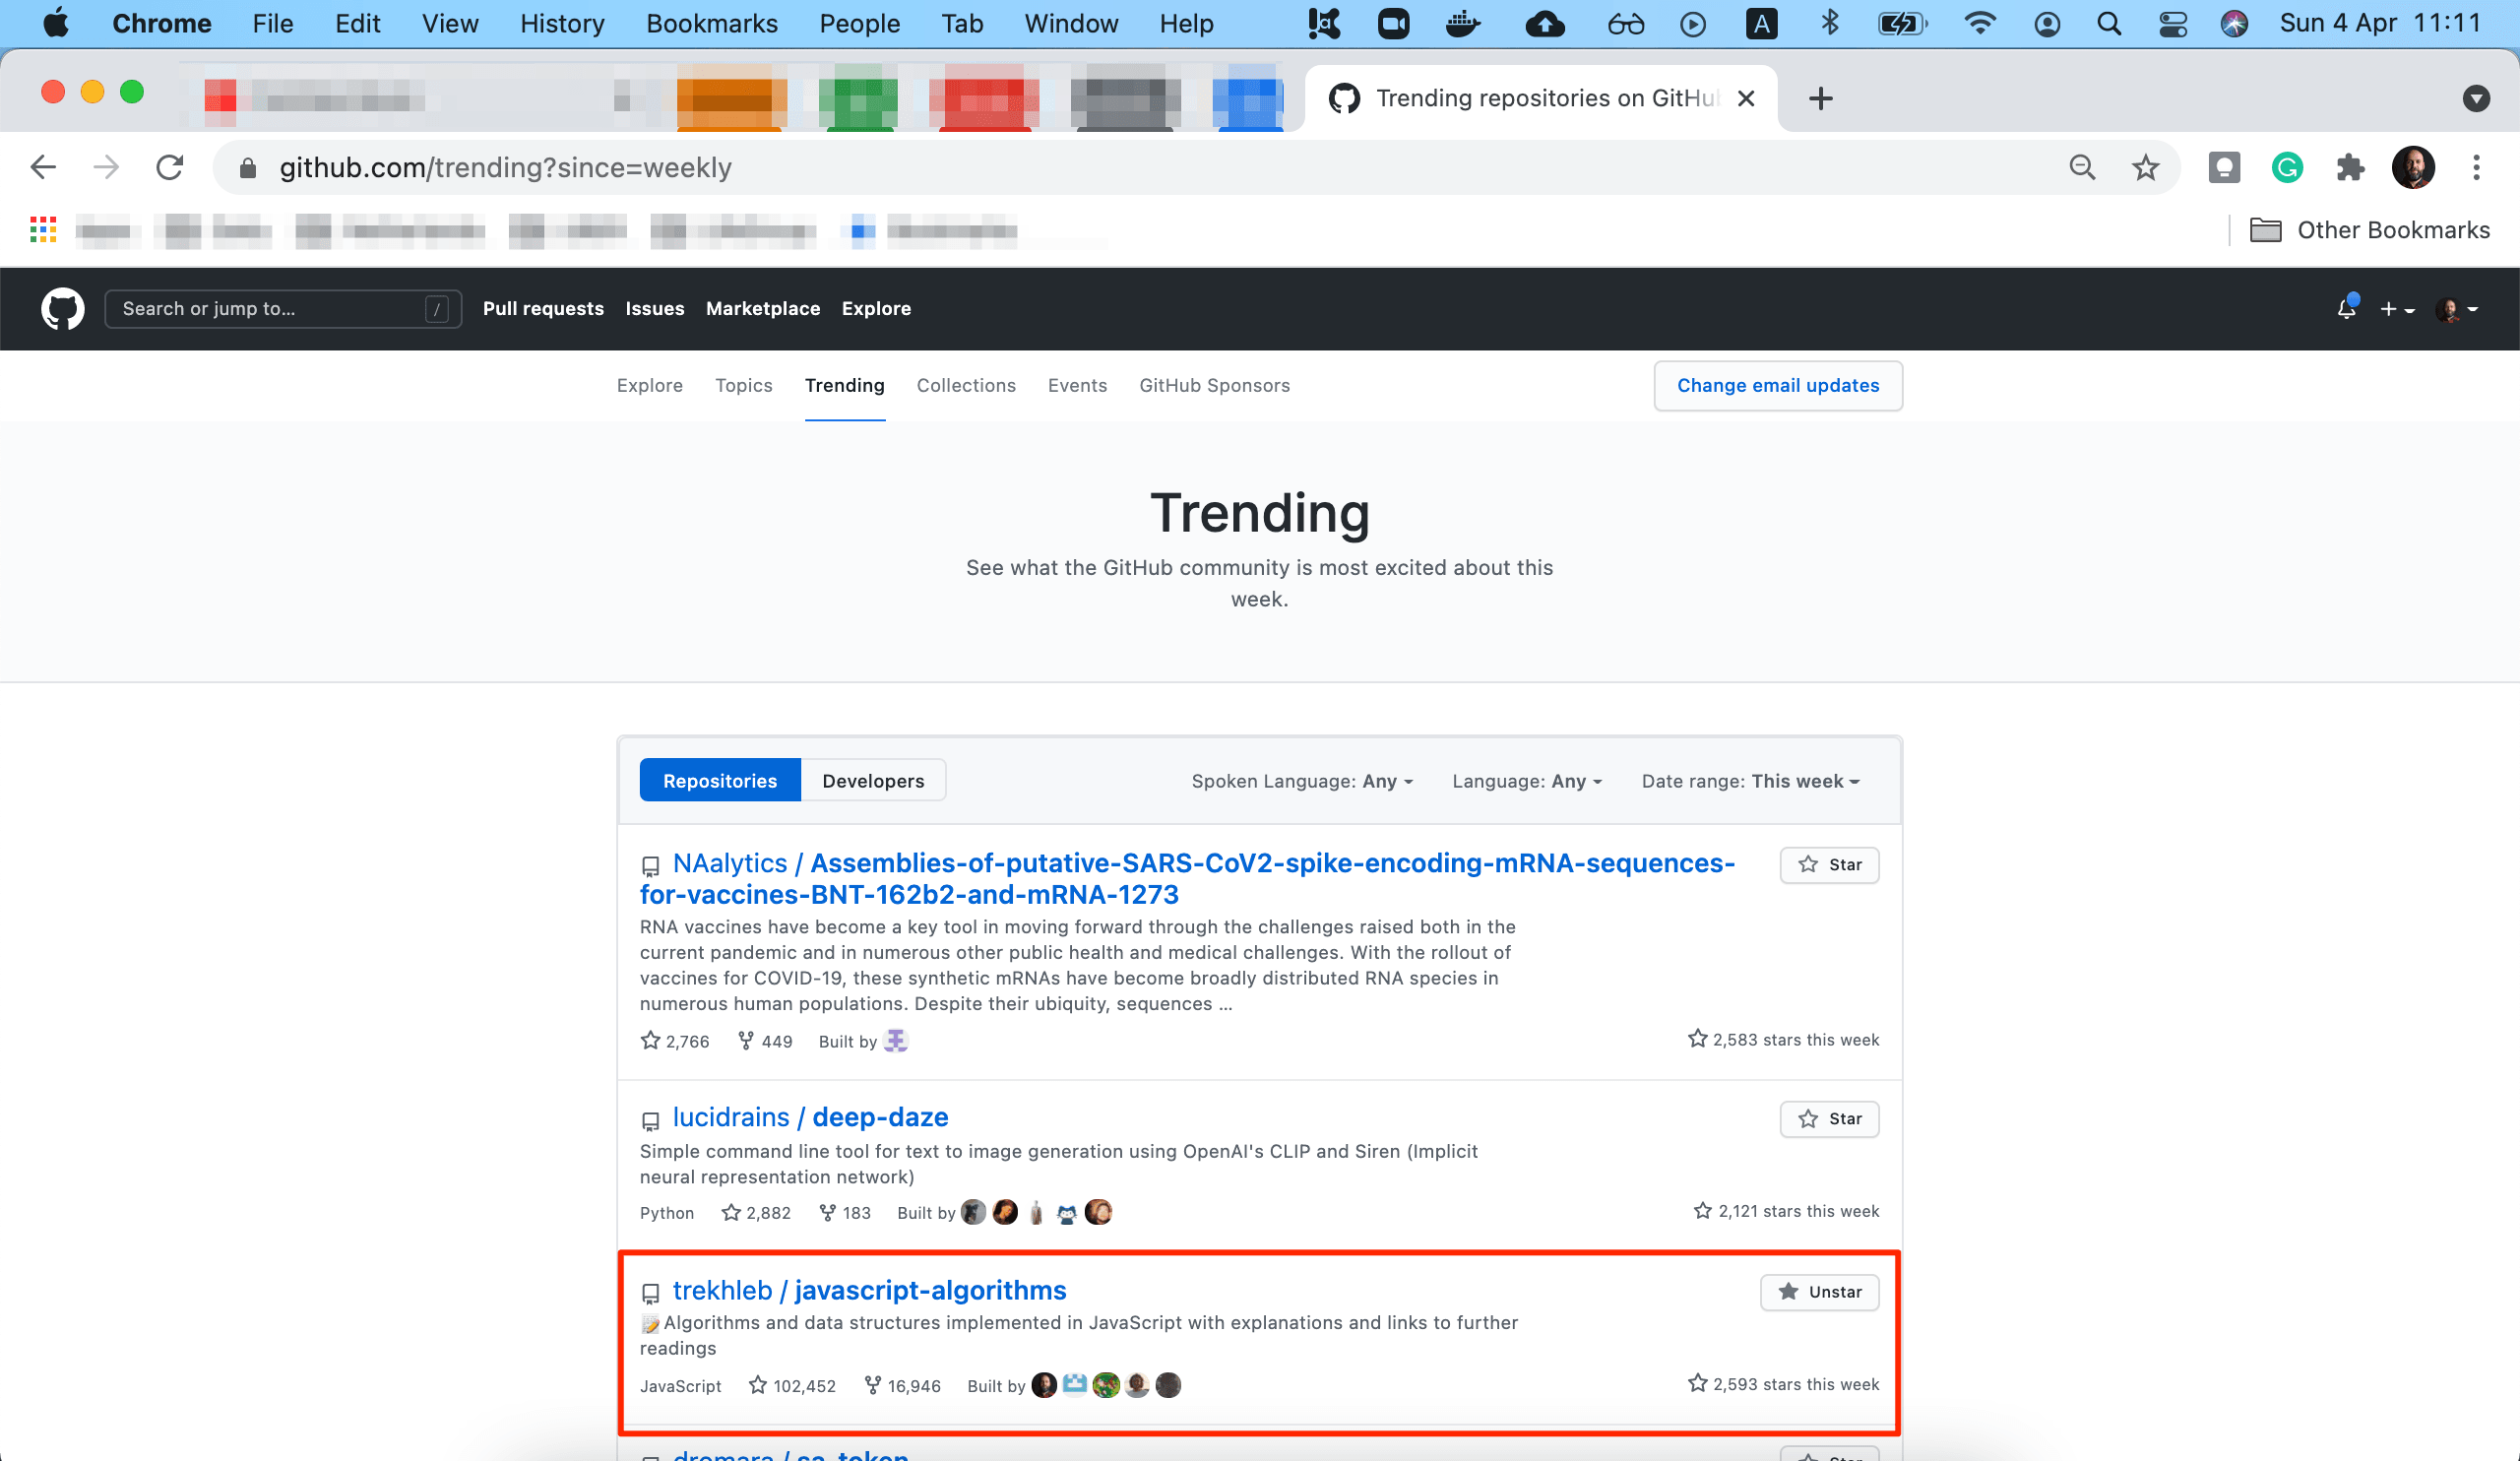 Chrome File Edit View History Bookmarks People Tab Window Help A Sun 4 Apr 11:11
Trending repositories on GitHu
github.com/trending?since=weekly
Other Bookmarks
Search or jump to... / Pull requests Issues Marketplace Explore
Explore Topics Trending Collections Events GitHub Sponsors Change email updates
Trending
See what the GitHub community is most excited about this
week.
Repositories Developers Spoken Language: Any Language: Any Date range: This week
NAalytics / Assemblies-of-putative-SARS-CoV2-spike-encoding-mRNA-sequences- Star
for-vaccines-BNT-162b2-and-mRNA-1273
RNA vaccines have become a key tool in moving forward through the challenges raised both in the
current pandemic and in numerous other public health and medical challenges. With the rollout of
vaccines for COVID-19, these synthetic mRNAs have become broadly distributed RNA species in
numerous human populations. Despite their ubiquity, sequences ...
2,766 449 Built by 2,583 stars this week
lucidrains / deep-daze Star
Simple command line tool for text to image generation using OpenAI's CLIP and Siren (Implicit
neural representation network)
Python 2,882 183 Built by 2,121 stars this week
trekhleb / javascript-algorithms Unstar
📝 Algorithms and data structures implemented in JavaScript with explanations and links to further
readings
JavaScript 102,452 16,946 Built by 2,593 stars this week
dromara / sa-token Star